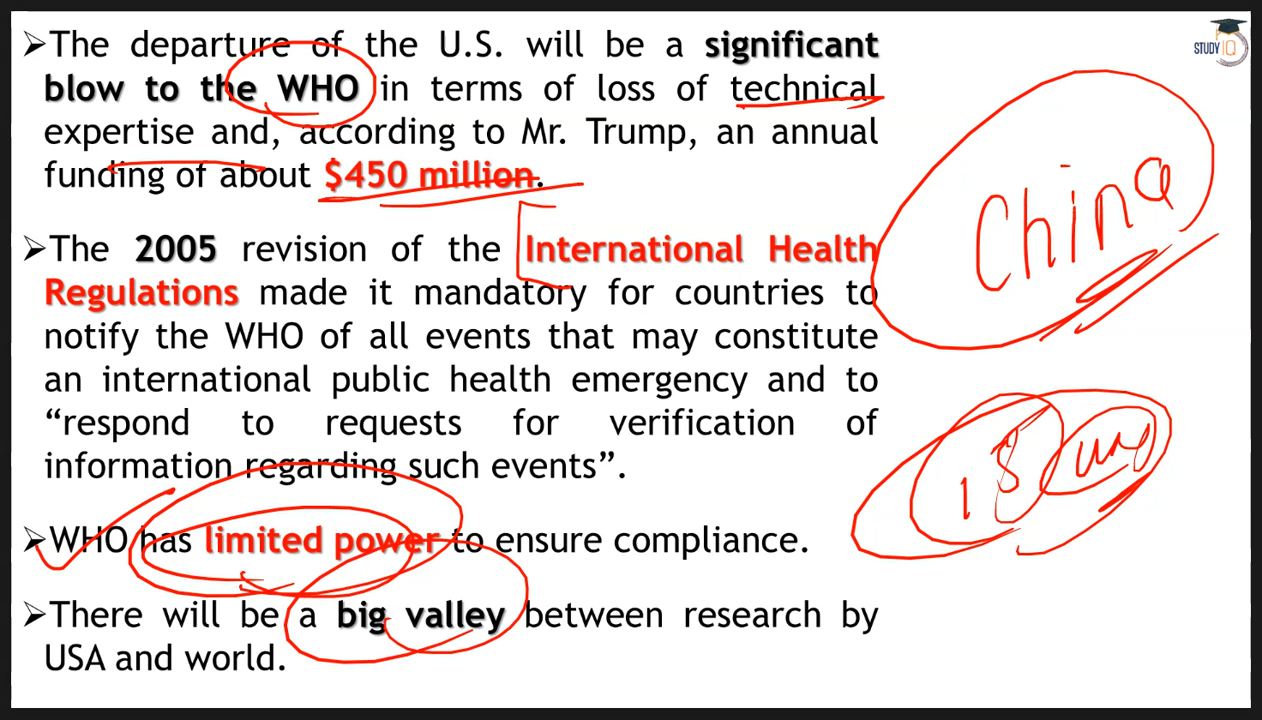 ➢The departure of the U.S. will be a significant
blow to the WHO in terms of loss of technical
expertise and, according to Mr. Trump, an annual
funding of about $450 million.
➢The 2005 revision of the International Health
Regulations made it mandatory for countries to
notify the WHO of all events that may constitute
an international public health emergency and to
“respond to requests for verification of
information regarding such events”.
➢WHO has limited power to ensure compliance.
➢There will be a big valley between research by
USA and world.
STUDY IQ
China
18